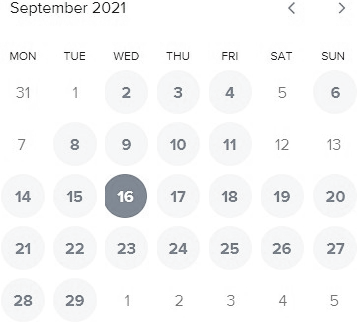 September 2021
MON TUE WED THU FRI SAT SUN
31 1 2 3 4 5 6
7 8 9 10 11 12 13
14 15 16 17 18 19 20
21 22 23 24 25 26 27
28 29 1 2 3 4 5